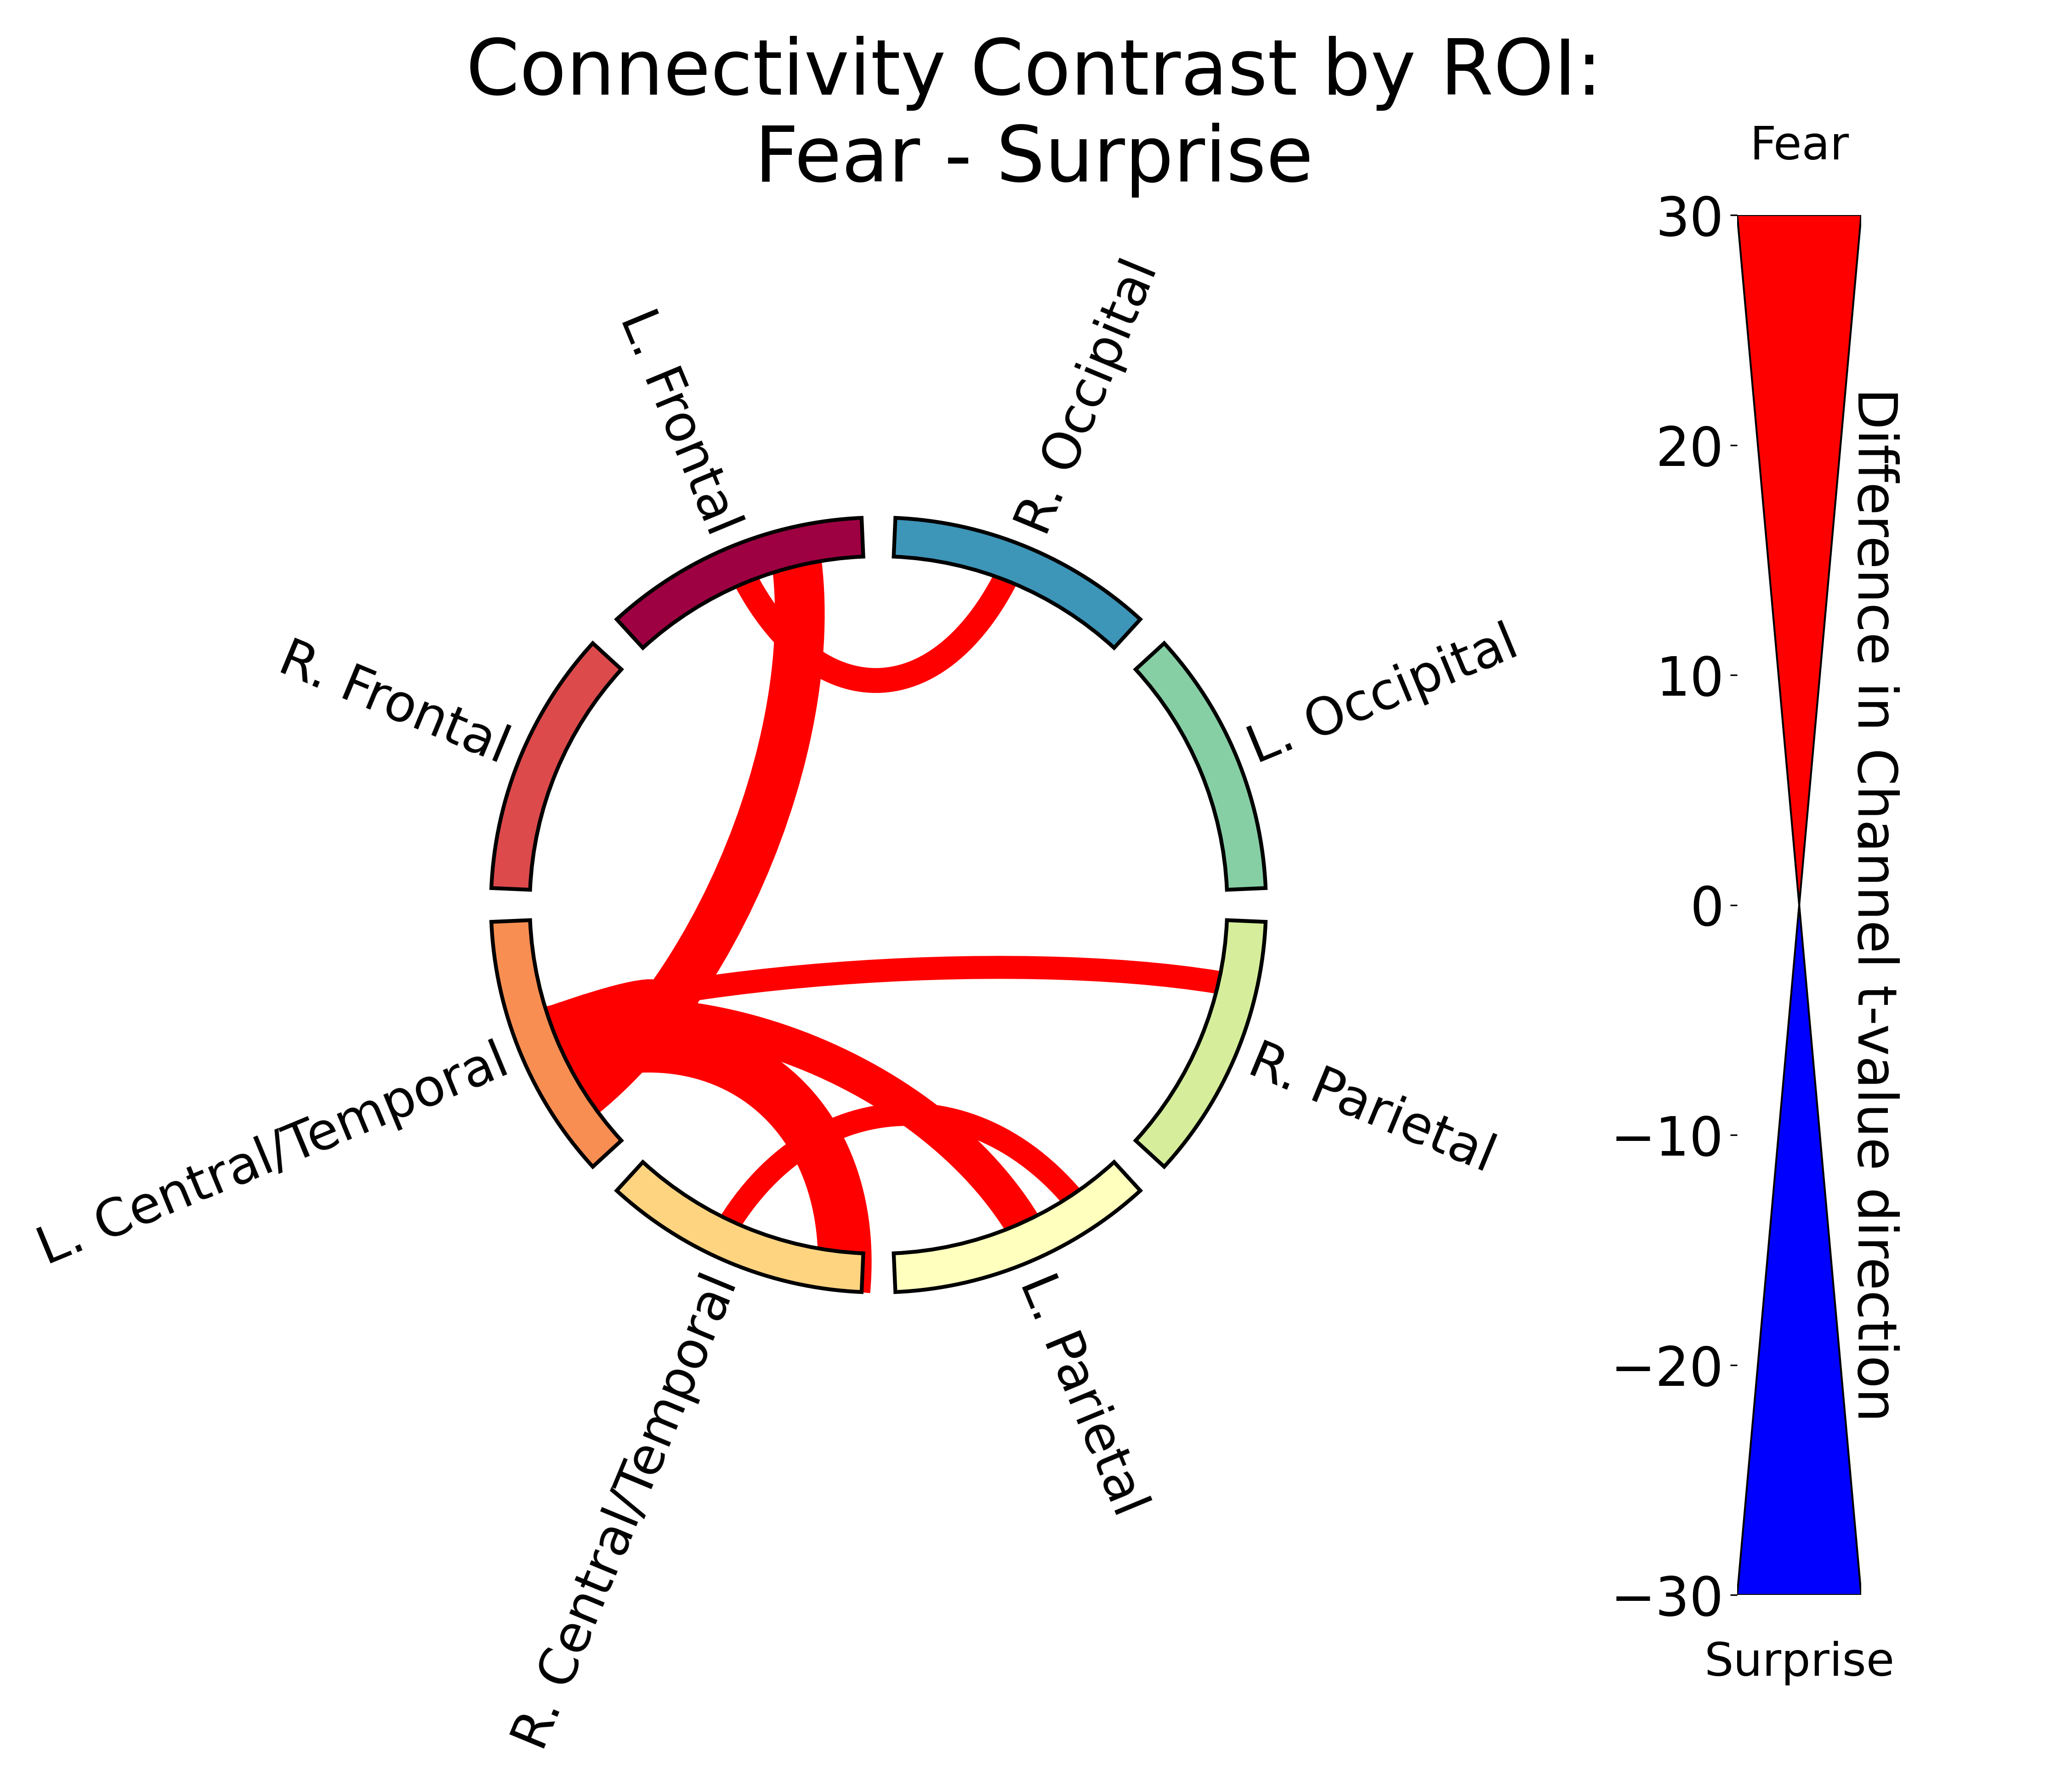 Connectivity Contrast by ROI:
Fear - Surprise
Fear
30
20
10
0
−10
−20
−30
Surprise
Difference in Channel t-value direction
L. Frontal
R. Occipital
R. Frontal
L. Occipital
L. Central/Temporal
R. Parietal
R. Central/Temporal
L. Parietal